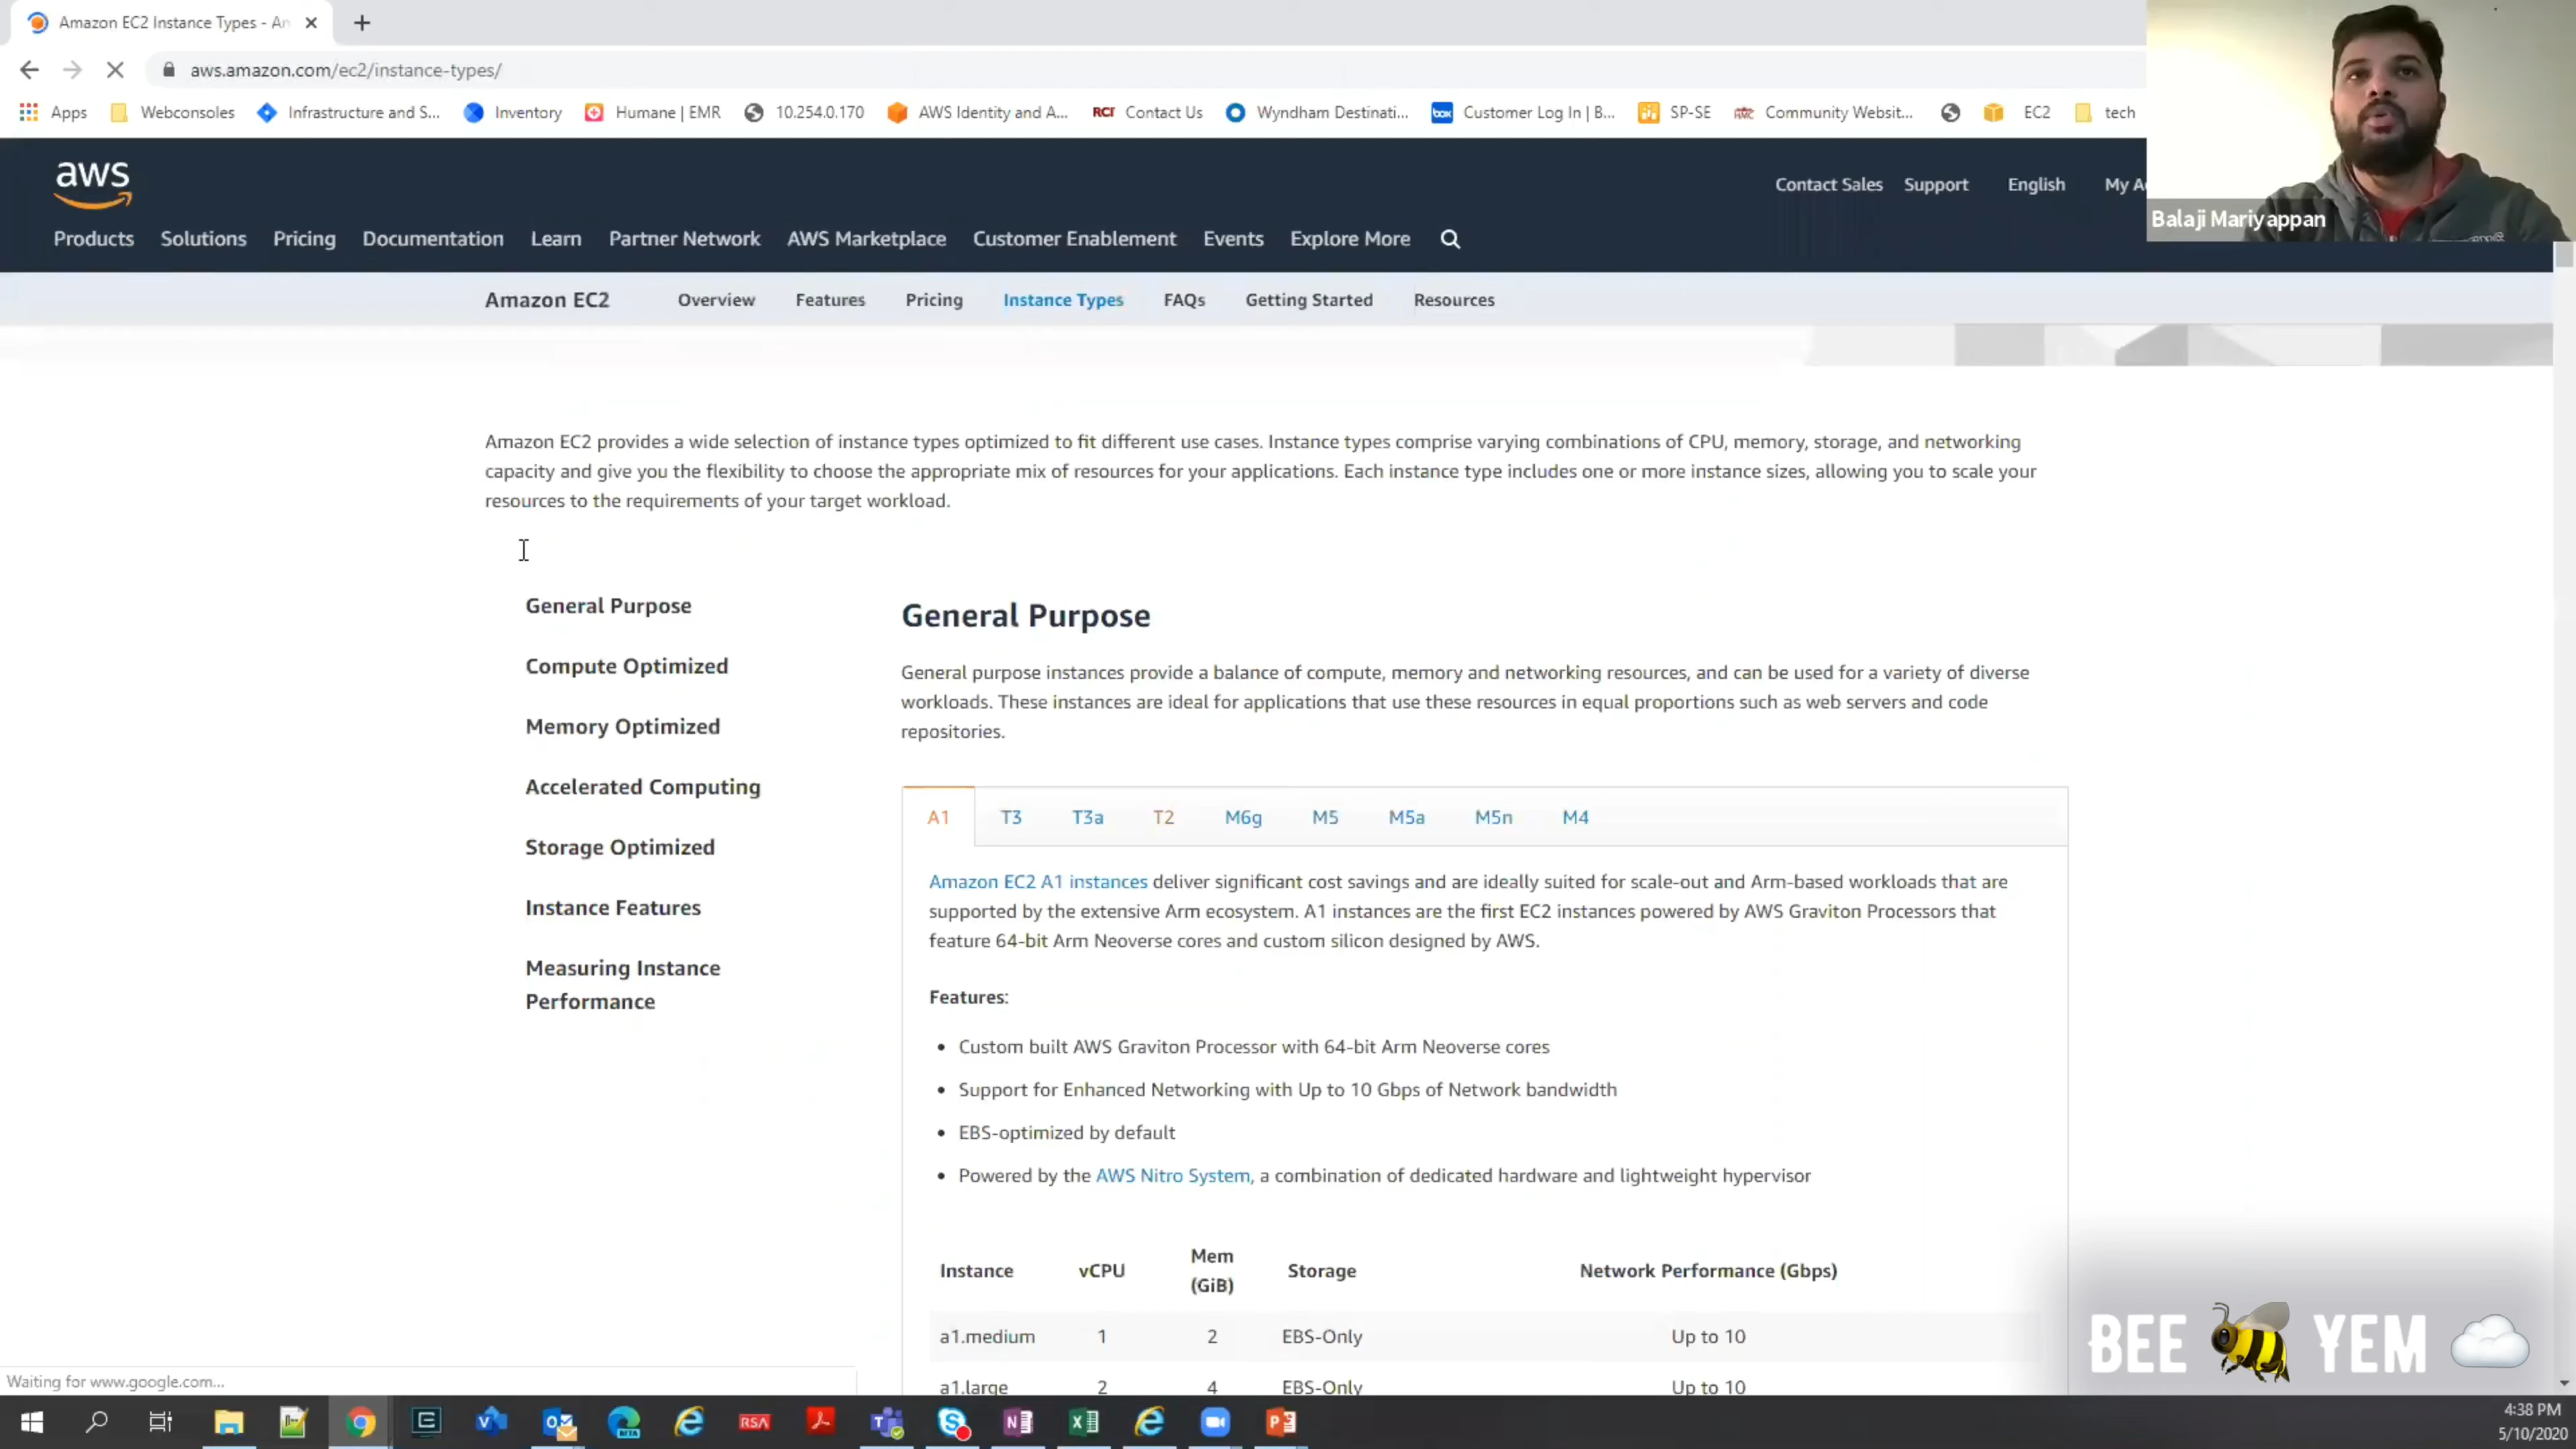 Amazon EC2 Instance Types - An
aws.amazon.com/ec2/instance-types/
Apps Webconsoles Infrastructure and S... Inventory Humane | EMR 10.254.0.170 AWS Identity and A... RCI Contact Us Wyndham Destinati... box Customer Log In | B... SP-SE Community Websit... EC2 tech
aws
Contact Sales Support English My A
Products Solutions Pricing Documentation Learn Partner Network AWS Marketplace Customer Enablement Events Explore More
Balaji Mariyappan
Amazon EC2 Overview Features Pricing Instance Types FAQs Getting Started Resources
Amazon EC2 provides a wide selection of instance types optimized to fit different use cases. Instance types comprise varying combinations of CPU, memory, storage, and networking
capacity and give you the flexibility to choose the appropriate mix of resources for your applications. Each instance type includes one or more instance sizes, allowing you to scale your
resources to the requirements of your target workload.
General Purpose
Compute Optimized
Memory Optimized
Accelerated Computing
Storage Optimized
Instance Features
Measuring Instance
Performance
General Purpose
General purpose instances provide a balance of compute, memory and networking resources, and can be used for a variety of diverse
workloads. These instances are ideal for applications that use these resources in equal proportions such as web servers and code
repositories.
A1 T3 T3a T2 M6g M5 M5a M5n M4
Amazon EC2 A1 instances deliver significant cost savings and are ideally suited for scale-out and Arm-based workloads that are
supported by the extensive Arm ecosystem. A1 instances are the first EC2 instances powered by AWS Graviton Processors that
feature 64-bit Arm Neoverse cores and custom silicon designed by AWS.
Features:
• Custom built AWS Graviton Processor with 64-bit Arm Neoverse cores
• Support for Enhanced Networking with Up to 10 Gbps of Network bandwidth
• EBS-optimized by default
• Powered by the AWS Nitro System, a combination of dedicated hardware and lightweight hypervisor
Instance vCPU Mem (GiB) Storage Network Performance (Gbps)
a1.medium 1 2 EBS-Only Up to 10
a1.large 2 4 EBS-Only Up to 10
BEE YEM
Waiting for www.google.com...
RSA
4:38 PM
5/10/2020